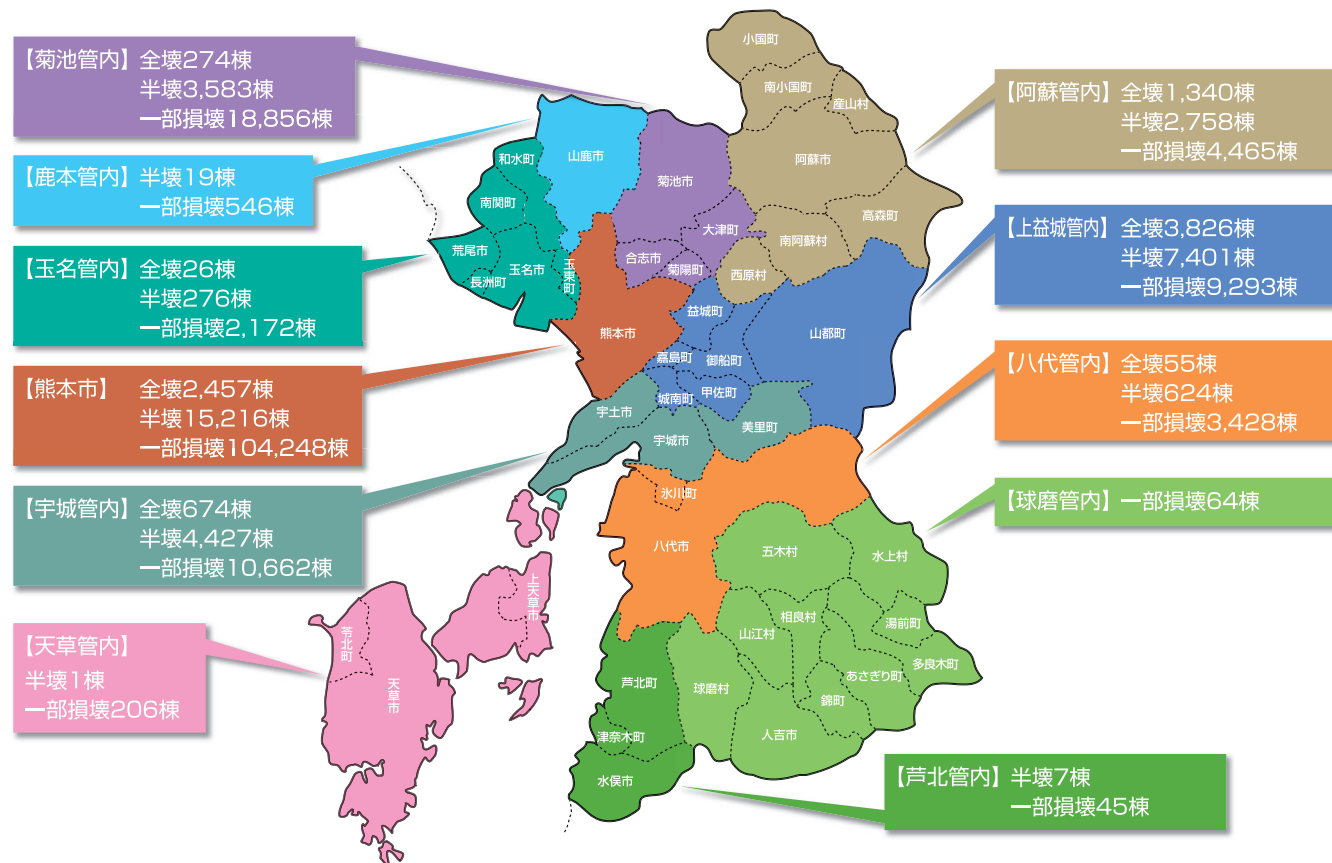 【菊池管内】全壊274棟
半壊3,583棟
一部損壊18,856棟
【鹿本管内】半壊19棟
一部損壊546棟
【玉名管内】全壊26棟
半壊276棟
一部損壊2,172棟
【熊本市】 全壊2,457棟
半壊15,216棟
一部損壊104,248棟
【宇城管内】全壊674棟
半壊4,427棟
一部損壊10,662棟
【天草管内】
半壊1棟
一部損壊206棟
【阿蘇管内】全壊1,340棟
半壊2,758棟
一部損壊4,465棟
【上益城管内】全壊3,826棟
半壊7,401棟
一部損壊9,293棟
【八代管内】全壊55棟
半壊624棟
一部損壊3,428棟
【球磨管内】一部損壊64棟
【芦北管内】半壊7棟
一部損壊45棟
小国町
南小国町
産山村
阿蘇市
高森町
南阿蘇村
西原村
山鹿市
菊池市
大津町
合志市
菊陽町
和水町
南関町
荒尾市
長洲町
玉名市
玉東町
熊本市
益城町
嘉島町
御船町
山都町
城南町
甲佐町
宇土市
宇城市
美里町
氷川町
八代市
五木村
水上村
相良村
山江村
湯前町
多良木町
あさぎり町
錦町
球磨村
人吉市
芦北町
津奈木町
水俣市
上天草市
苓北町
天草市